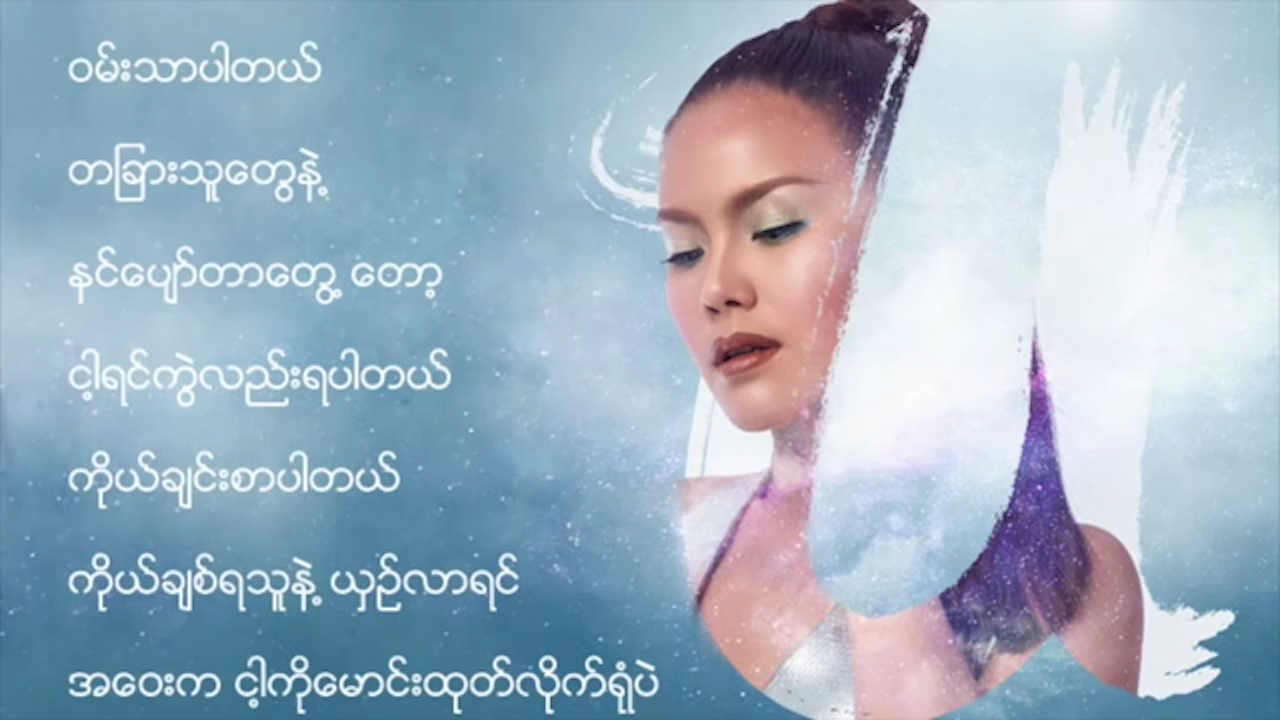 ဝမ်းသာပါတယ်
တခြားသူတွေနဲ့
နင်ပျော်တာတွေ့ တော့
ငါ့ရင်ကွဲလည်းရပါတယ်
ကိုယ်ချင်းစာပါတယ်
ကိုယ်ချစ်ရသူနဲ့ ယှဉ်လာရင်
အဝေးက ငါ့ကိုမောင်းထုတ်လိုက်ရုံပဲ